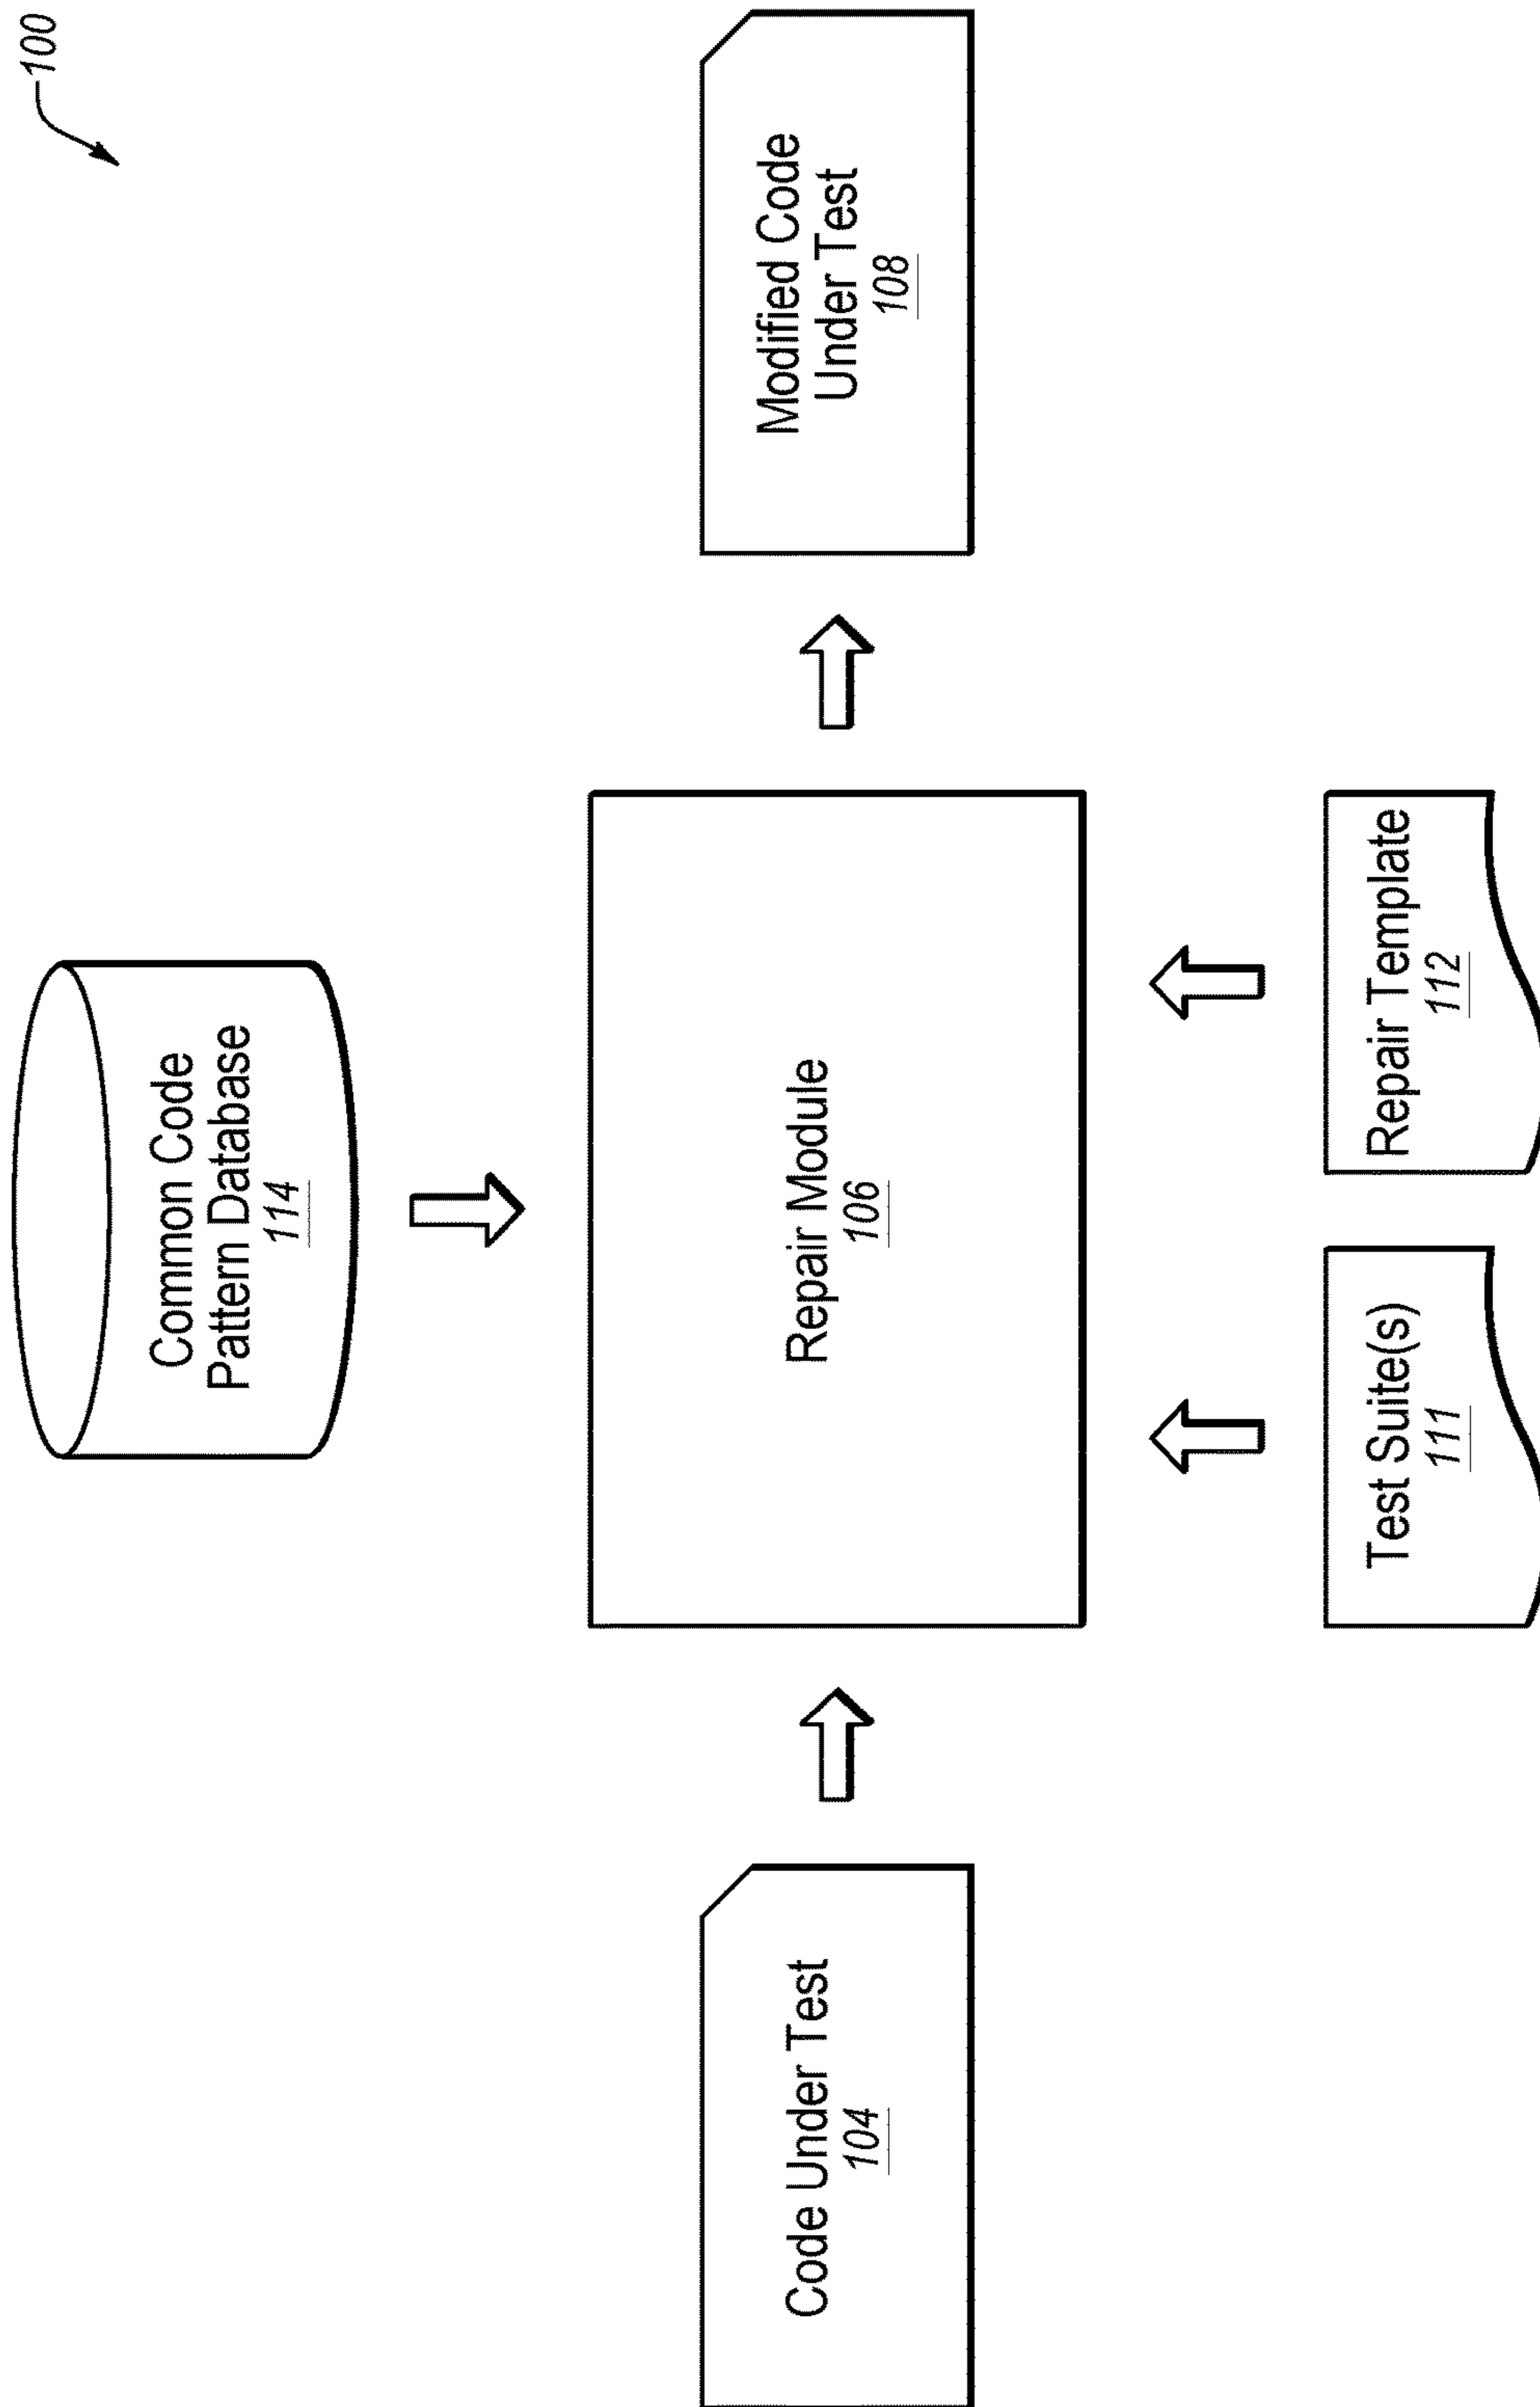 100
Common Code
Pattern Database
114
Code Under Test
104
Repair Module
106
Modified Code
Under Test
108
Test Suite(s)
111
Repair Template
112